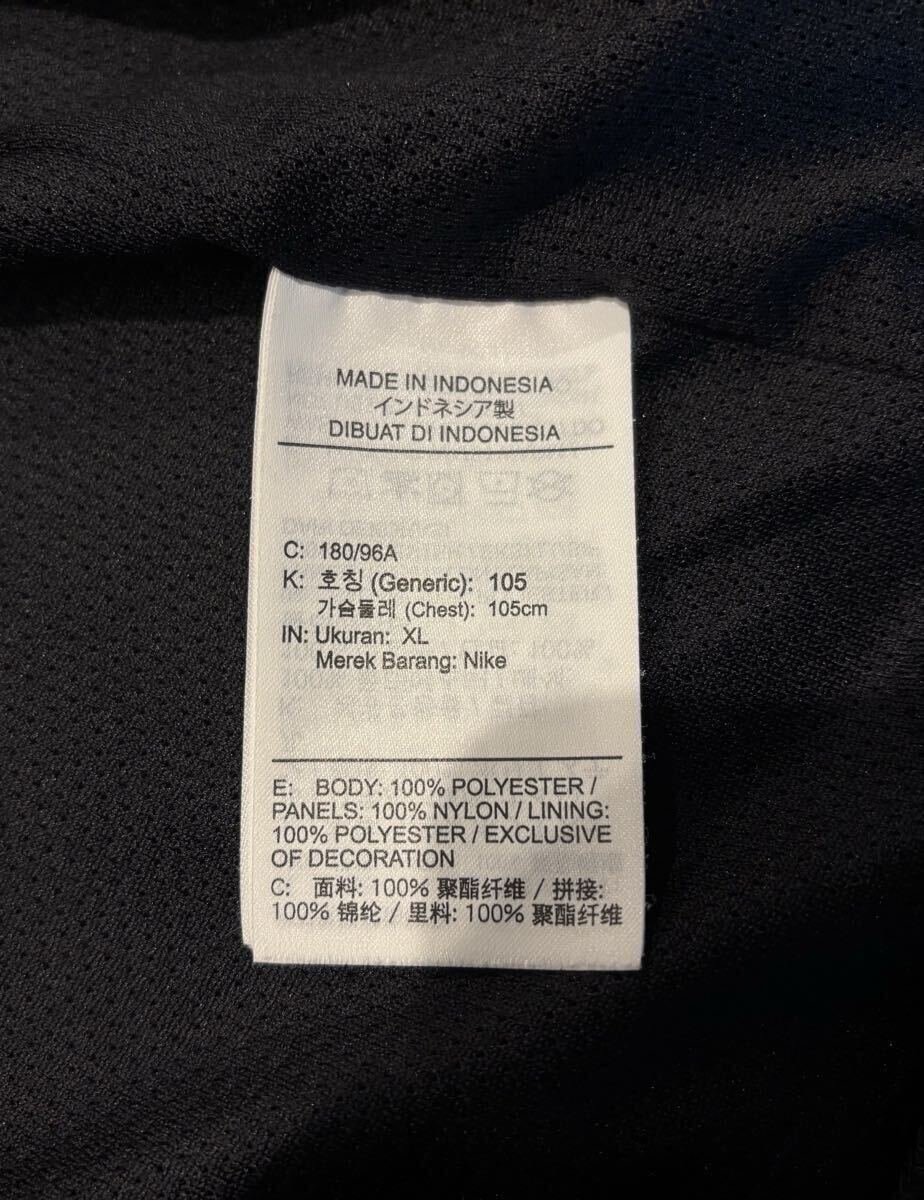 MADE IN INDONESIA
インドネシア製
DIBUAT DI INDONESIA
C: 180/96A
K: 호칭 (Generic): 105
가슴둘레 (Chest): 105cm
IN: Ukuran: XL
Merek Barang: Nike
E: BODY: 100% POLYESTER /
PANELS: 100% NYLON / LINING:
100% POLYESTER / EXCLUSIVE
OF DECORATION
C: 面料: 100% 聚酯纤维 / 拼接:
100% 锦纶 / 里料: 100% 聚酯纤维